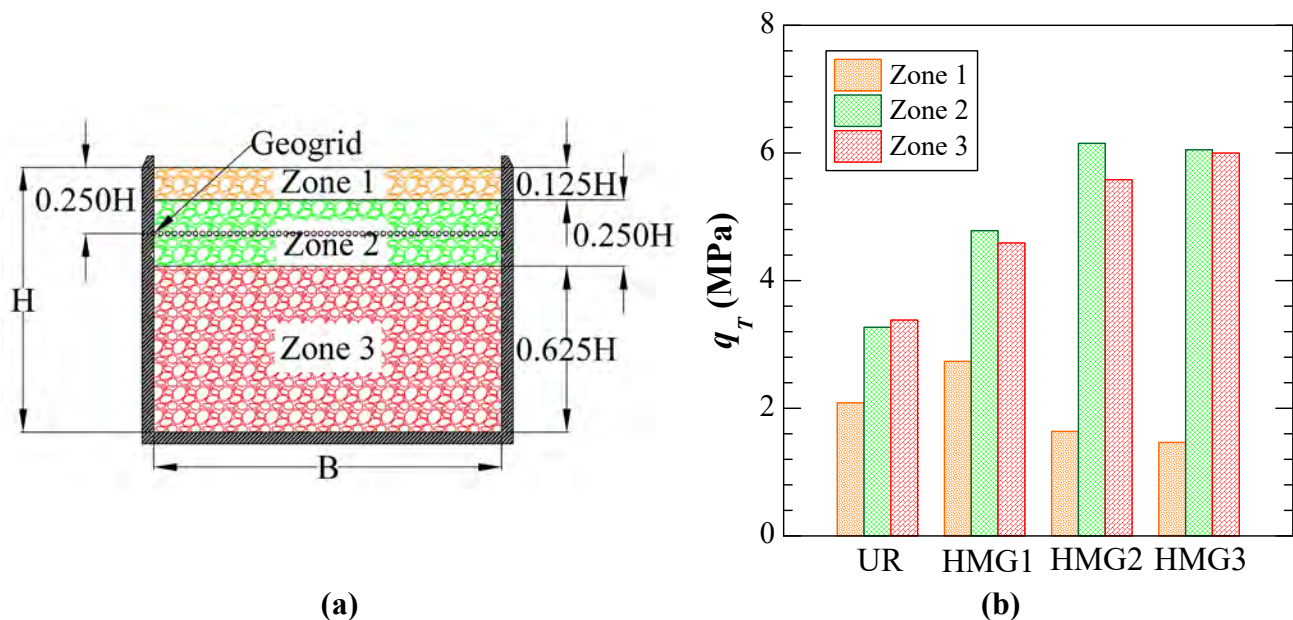 Geogrid
Zone 1
0.125H
0.250H
Zone 2
0.250H
H
Zone 3
0.625H
B
(a)
8
Zone 1
Zone 2
Zone 3
6
4
2
0
q_T (MPa)
UR HMG1 HMG2 HMG3
(b)